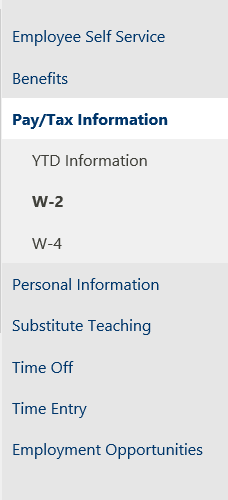 Employee Self Service
Benefits
Pay/Tax Information
YTD Information
W-2
W-4
Personal Information
Substitute Teaching
Time Off
Time Entry
Employment Opportunities